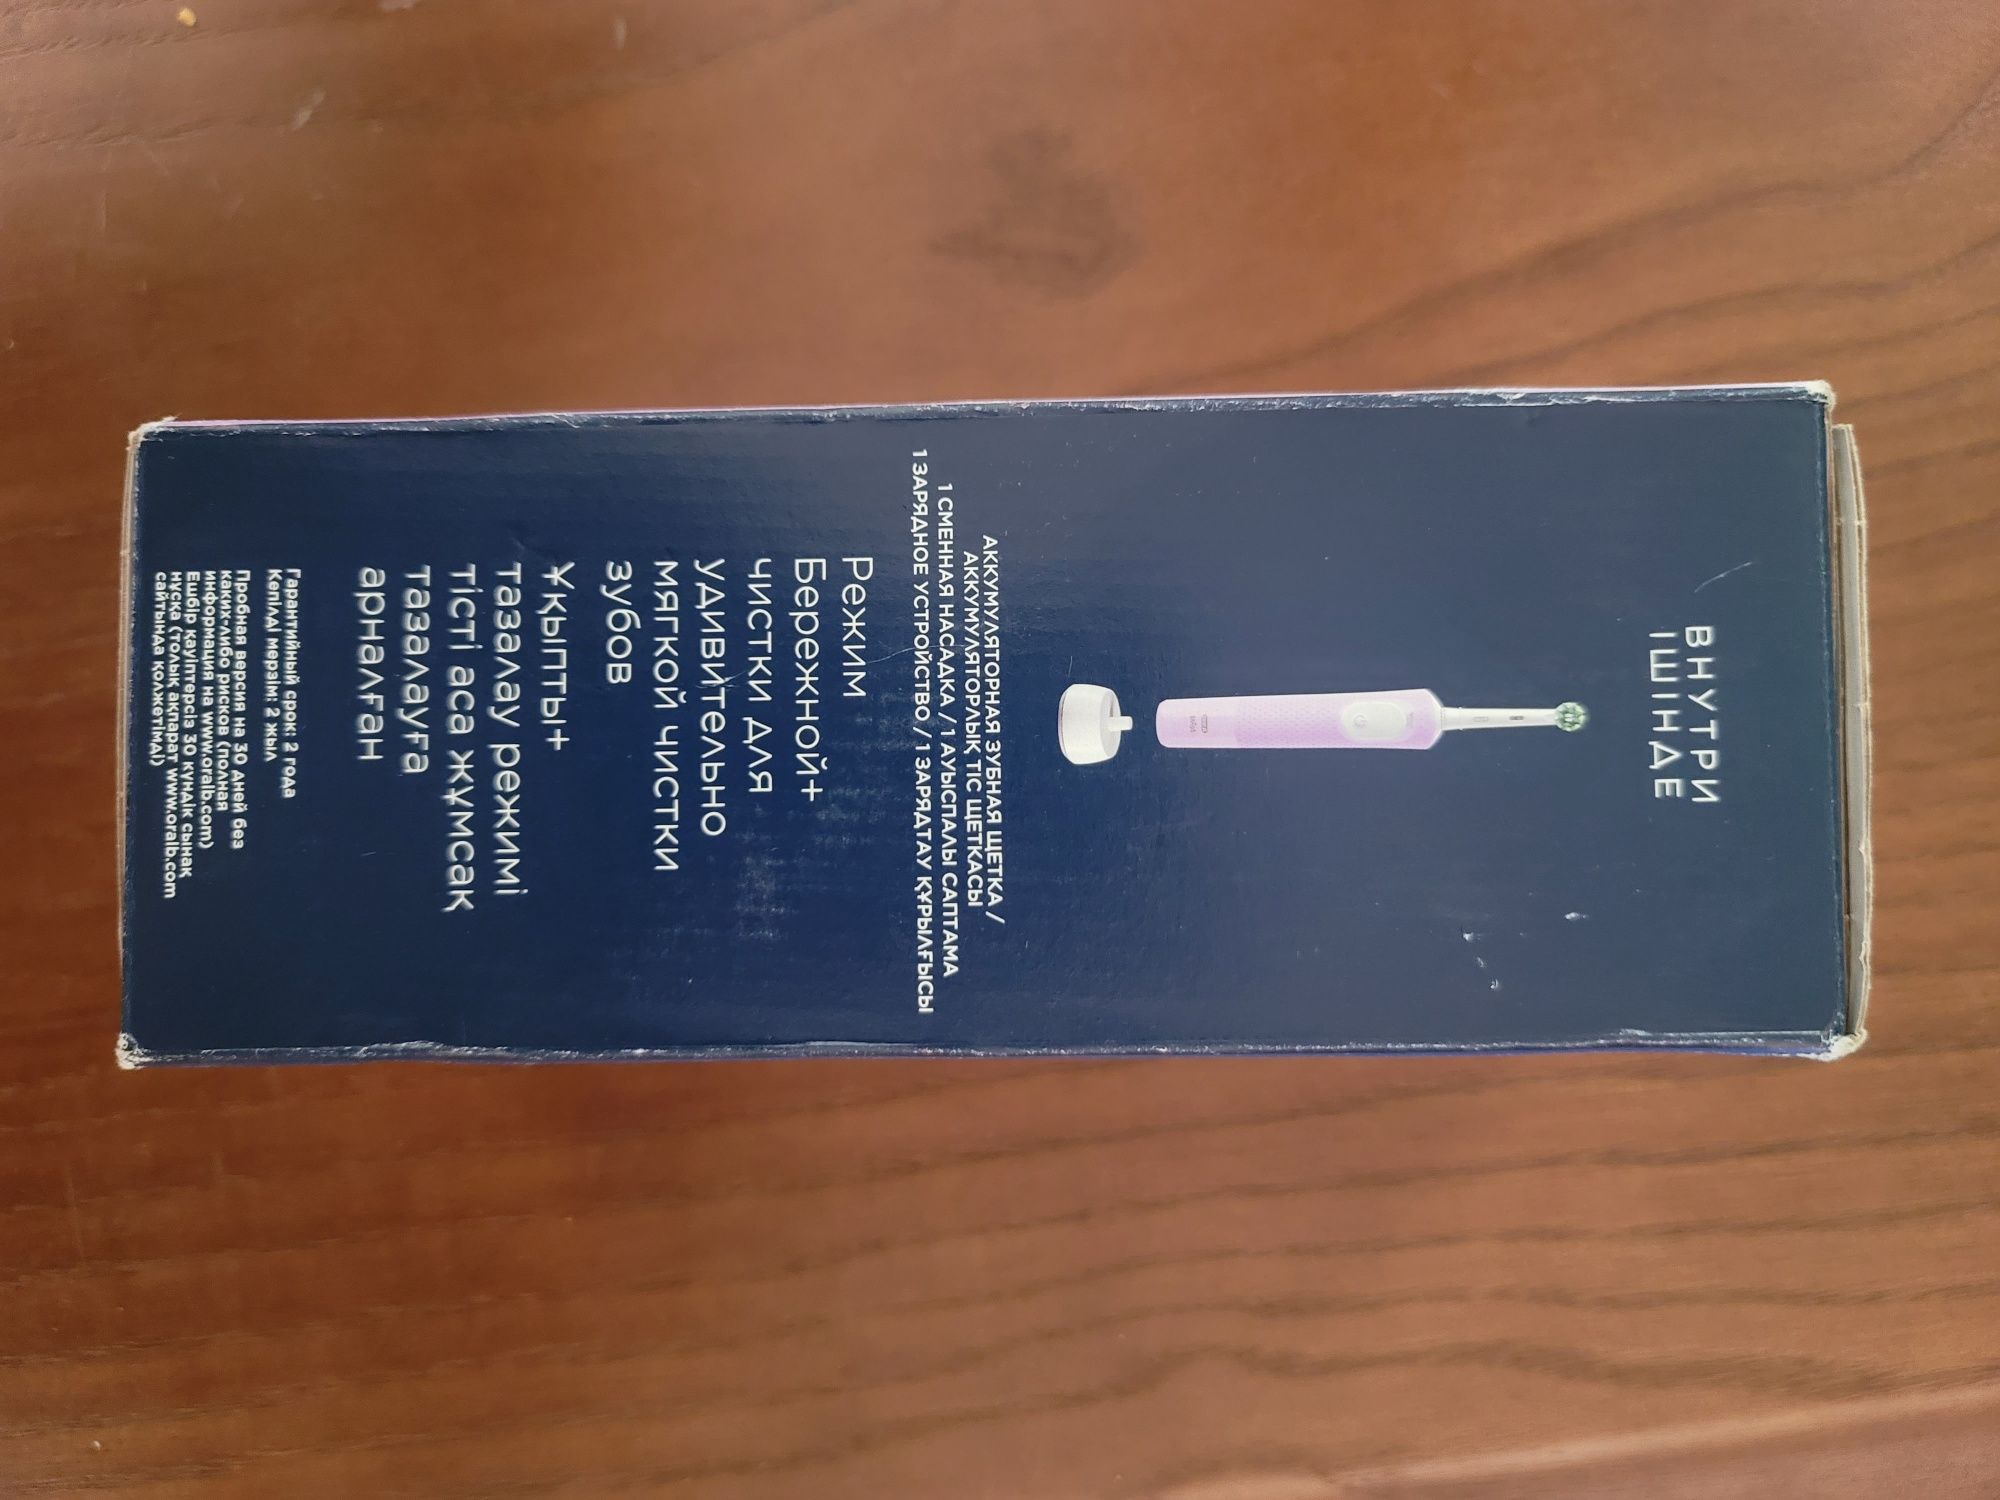 ВНУТРИ
ІШІНДЕ
АККУМУЛЯТОРНАЯ ЗУБНАЯ ЩЕТКА /
АККУМУЛЯТОРЛЫҚ ТІС ЩЕТКАСЫ
1 СМЕННАЯ НАСАДКА / 1 АУЫСПАЛЫ САПТАМА
1 ЗАРЯДНОЕ УСТРОЙСТВО / 1 ЗАРЯДТАУ ҚҰРЫЛҒЫСЫ
Режим
Бережной+
чистки для
удивительно
мягкой чистки
зубов
Ұқыпты+
тазалау режимі
тісті аса жұмсақ
тазалауға
арналған
Гарантийный срок: 2 года
Кепілді мерзім: 2 жыл
Пробная версия на 30 дней без
каких-либо рисков (полная
информация на www.oralb.com)
Ешбір қауіптерсіз 30 күндік сынақ
нұсқа (толық ақпарат www.oralb.com
сайтында қолжетімді)